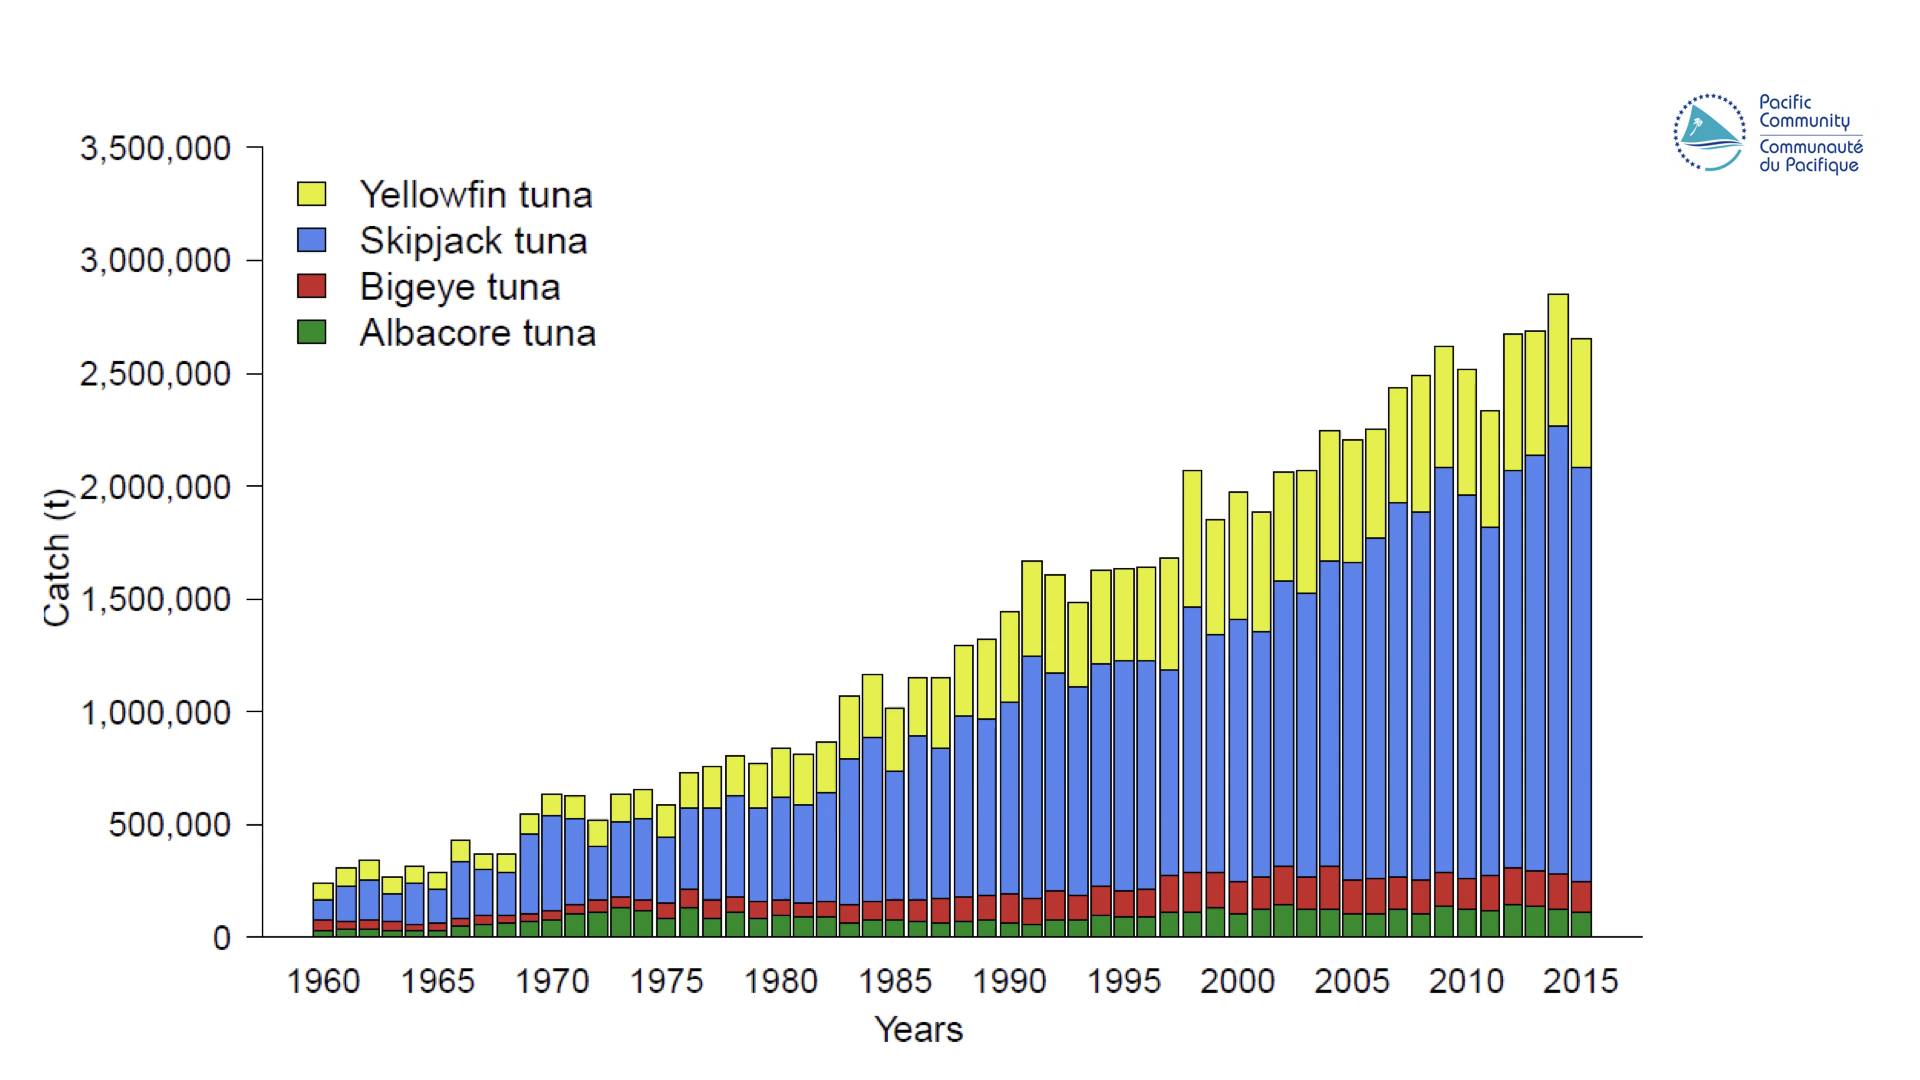 Pacific
Community
Communauté
du Pacifique
3,500,000
3,000,000
2,500,000
2,000,000
1,500,000
1,000,000
500,000
0
Catch (t)
Yellowfin tuna
Skipjack tuna
Bigeye tuna
Albacore tuna
1960 1965 1970 1975 1980 1985 1990 1995 2000 2005 2010 2015
Years